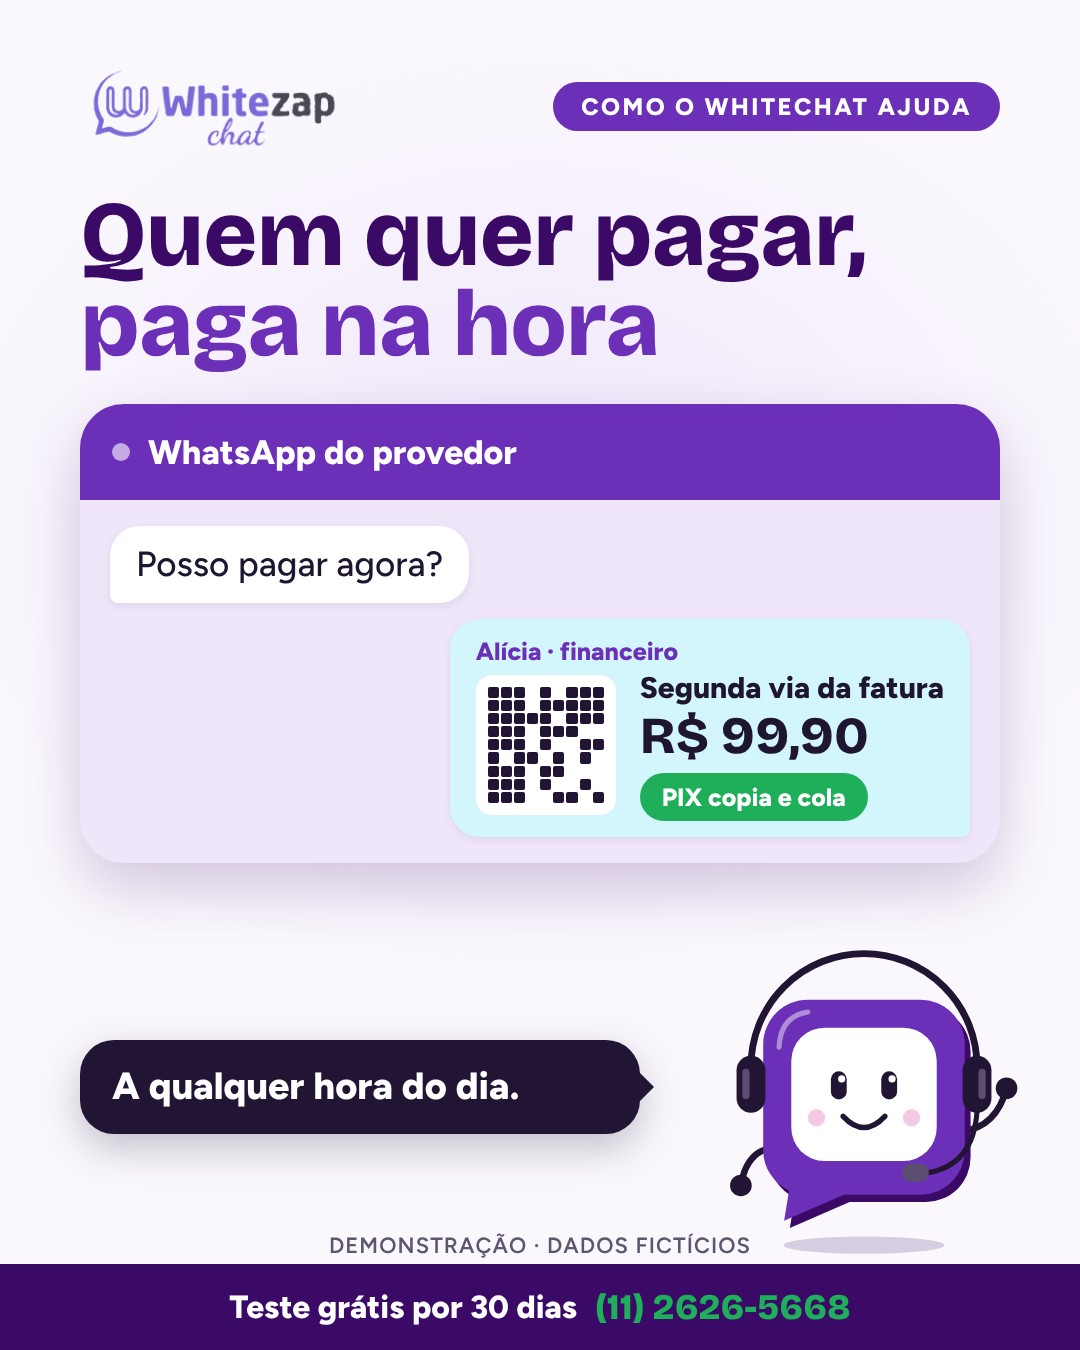 Whitezap
chat
COMO O WHITECHAT AJUDA
Quem quer pagar,
paga na hora
WhatsApp do provedor
Posso pagar agora?
Alícia · financeiro
Segunda via da fatura
R$ 99,90
PIX copia e cola
A qualquer hora do dia.
DEMONSTRAÇÃO · DADOS FICTÍCIOS
Teste grátis por 30 dias (11) 2626-5668